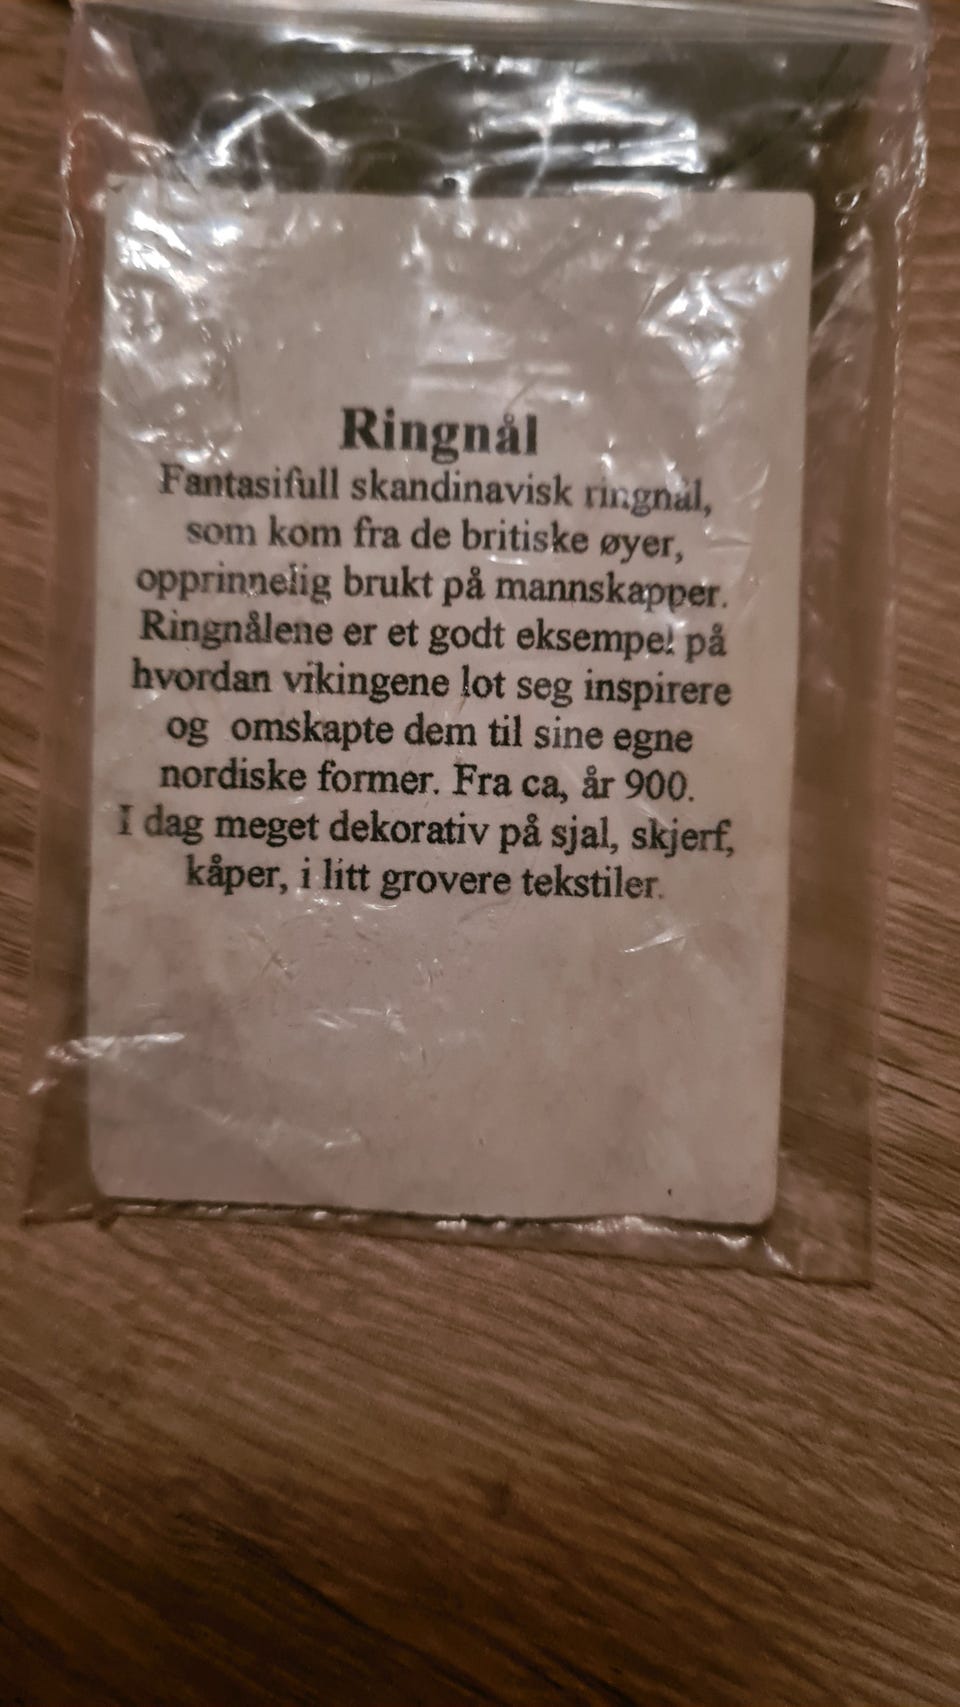 Ringnål
Fantasifull skandinavisk ringnål,
som kom fra de britiske øyer,
opprinnelig brukt på mannskapper.
Ringnålene er et godt eksempel på
hvordan vikingene lot seg inspirere
og omskapte dem til sine egne
nordiske former. Fra ca, år 900.
I dag meget dekorativ på sjal, skjerf,
kåper, i litt grovere tekstiler.